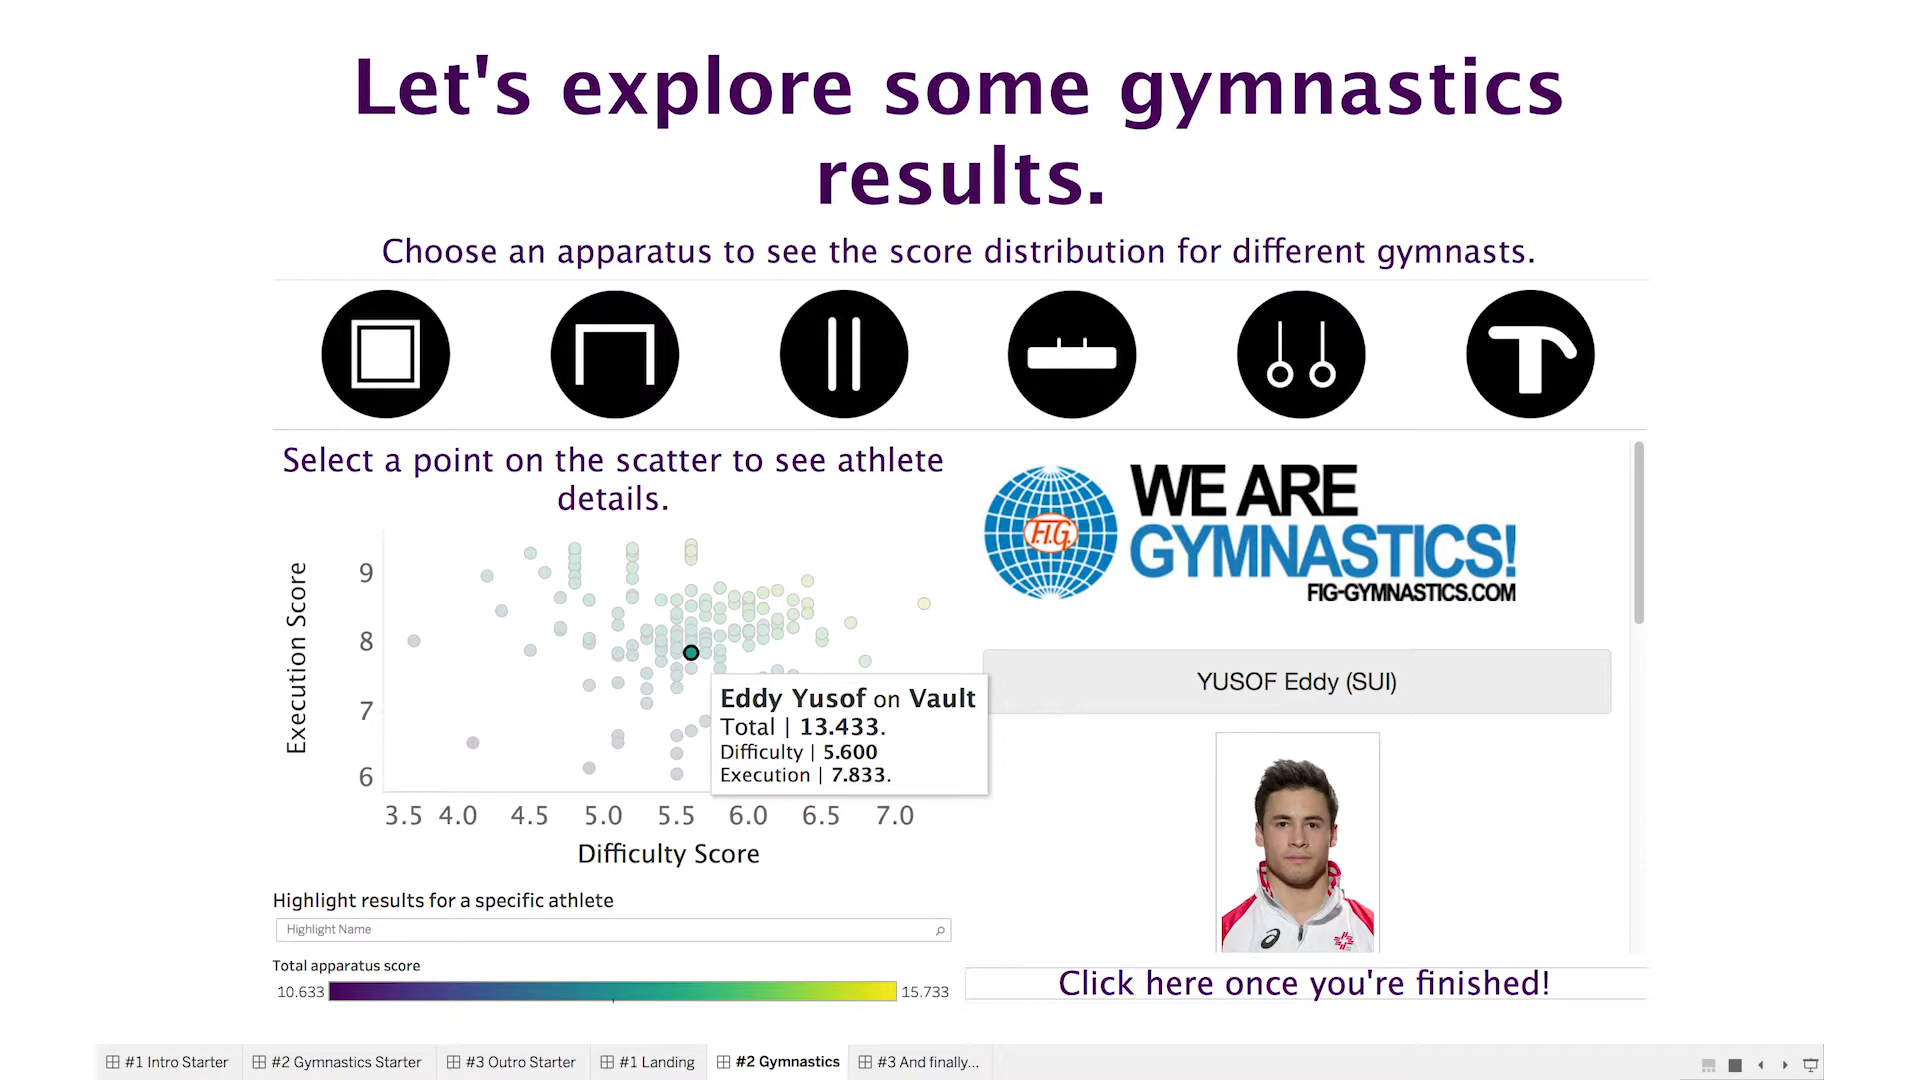 Let's explore some gymnastics
results.
Choose an apparatus to see the score distribution for different gymnasts.
Select a point on the scatter to see athlete
details.
Execution Score
9
8
7
6
3.5 4.0 4.5 5.0 5.5 6.0 6.5 7.0
Difficulty Score
Eddy Yusof on Vault
Total | 13.433.
Difficulty | 5.600
Execution | 7.833.
Highlight results for a specific athlete
Highlight Name
Total apparatus score
10.633 15.733
F.I.G.
WE ARE
GYMNASTICS!
FIG-GYMNASTICS.COM
YUSOF Eddy (SUI)
Click here once you're finished!
#1 Intro Starter #2 Gymnastics Starter #3 Outro Starter #1 Landing #2 Gymnastics #3 And finally...